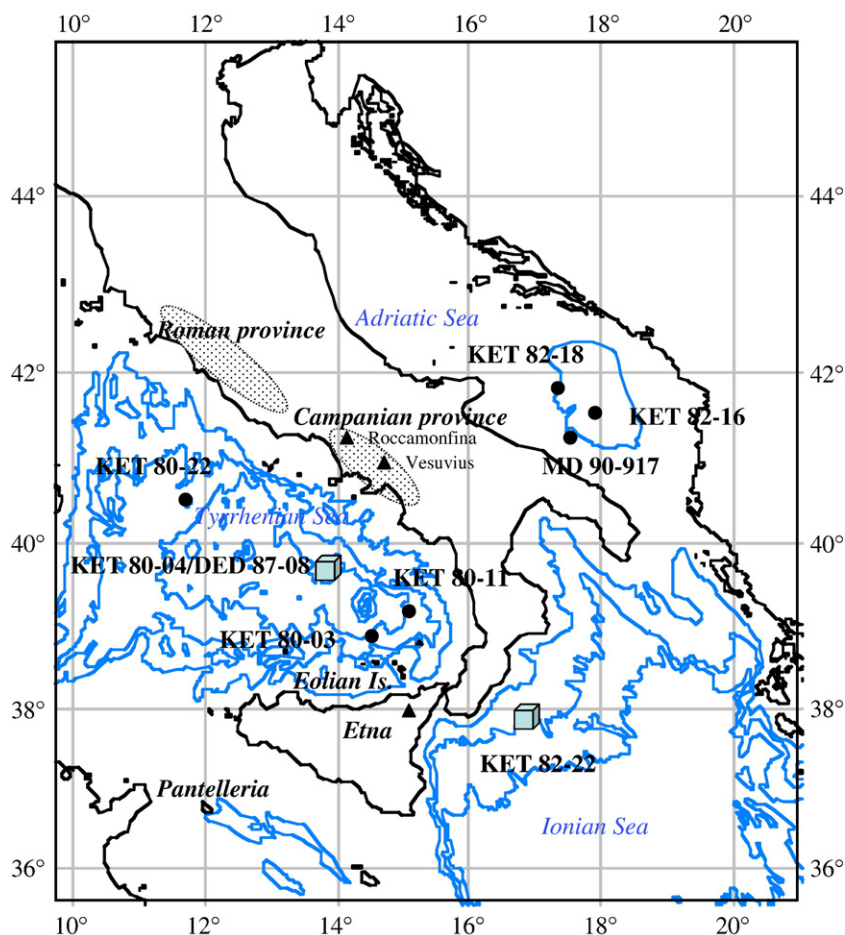 10° 12° 14° 16° 18° 20°
44° 44°
Roman province
Adriatic Sea
KET 82-18
42° 42°
Campanian province
KET 82-16
Roccamonfina
MD 90-917
KET 80-22
Vesuvius
Tyrrhenian Sea
40° 40°
KET 80-04/DED 87-08
KET 80-11
KET 80-03
Eolian Is.
38° 38°
Etna
KET 82-22
Pantelleria
Ionian Sea
36° 36°
10° 12° 14° 16° 18° 20°